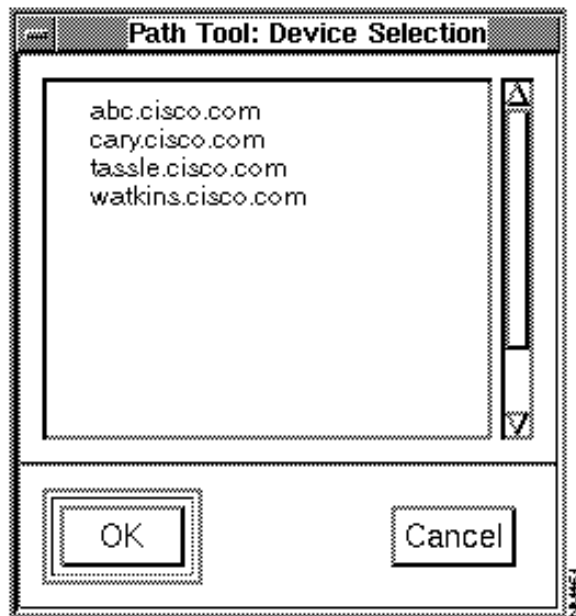 Path Tool: Device Selection
abc.cisco.com
cary.cisco.com
tassle.cisco.com
watkins.cisco.com
OK
Cancel